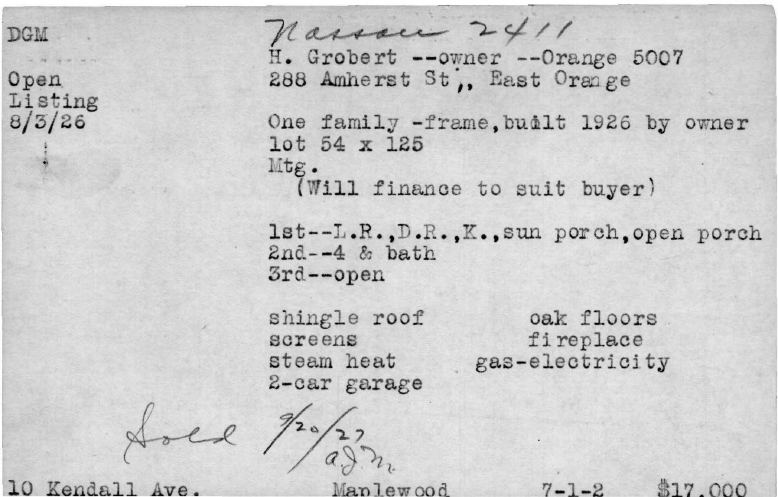 DGM
Nassau 2411
H. Grobert --owner --Orange 5007
Open 288 Amherst St., East Orange
Listing
8/3/26 One family -frame, built 1926 by owner
lot 54 x 125
Mtg.
(Will finance to suit buyer)
1st--L.R.,D.R.,K.,sun porch,open porch
2nd--4 & bath
3rd--open
shingle roof oak floors
screens fireplace
steam heat gas-electricity
2-car garage
Sold 9/20/27
a.J.M.
10 Kendall Ave. Maplewood 7-1-2 $17,000